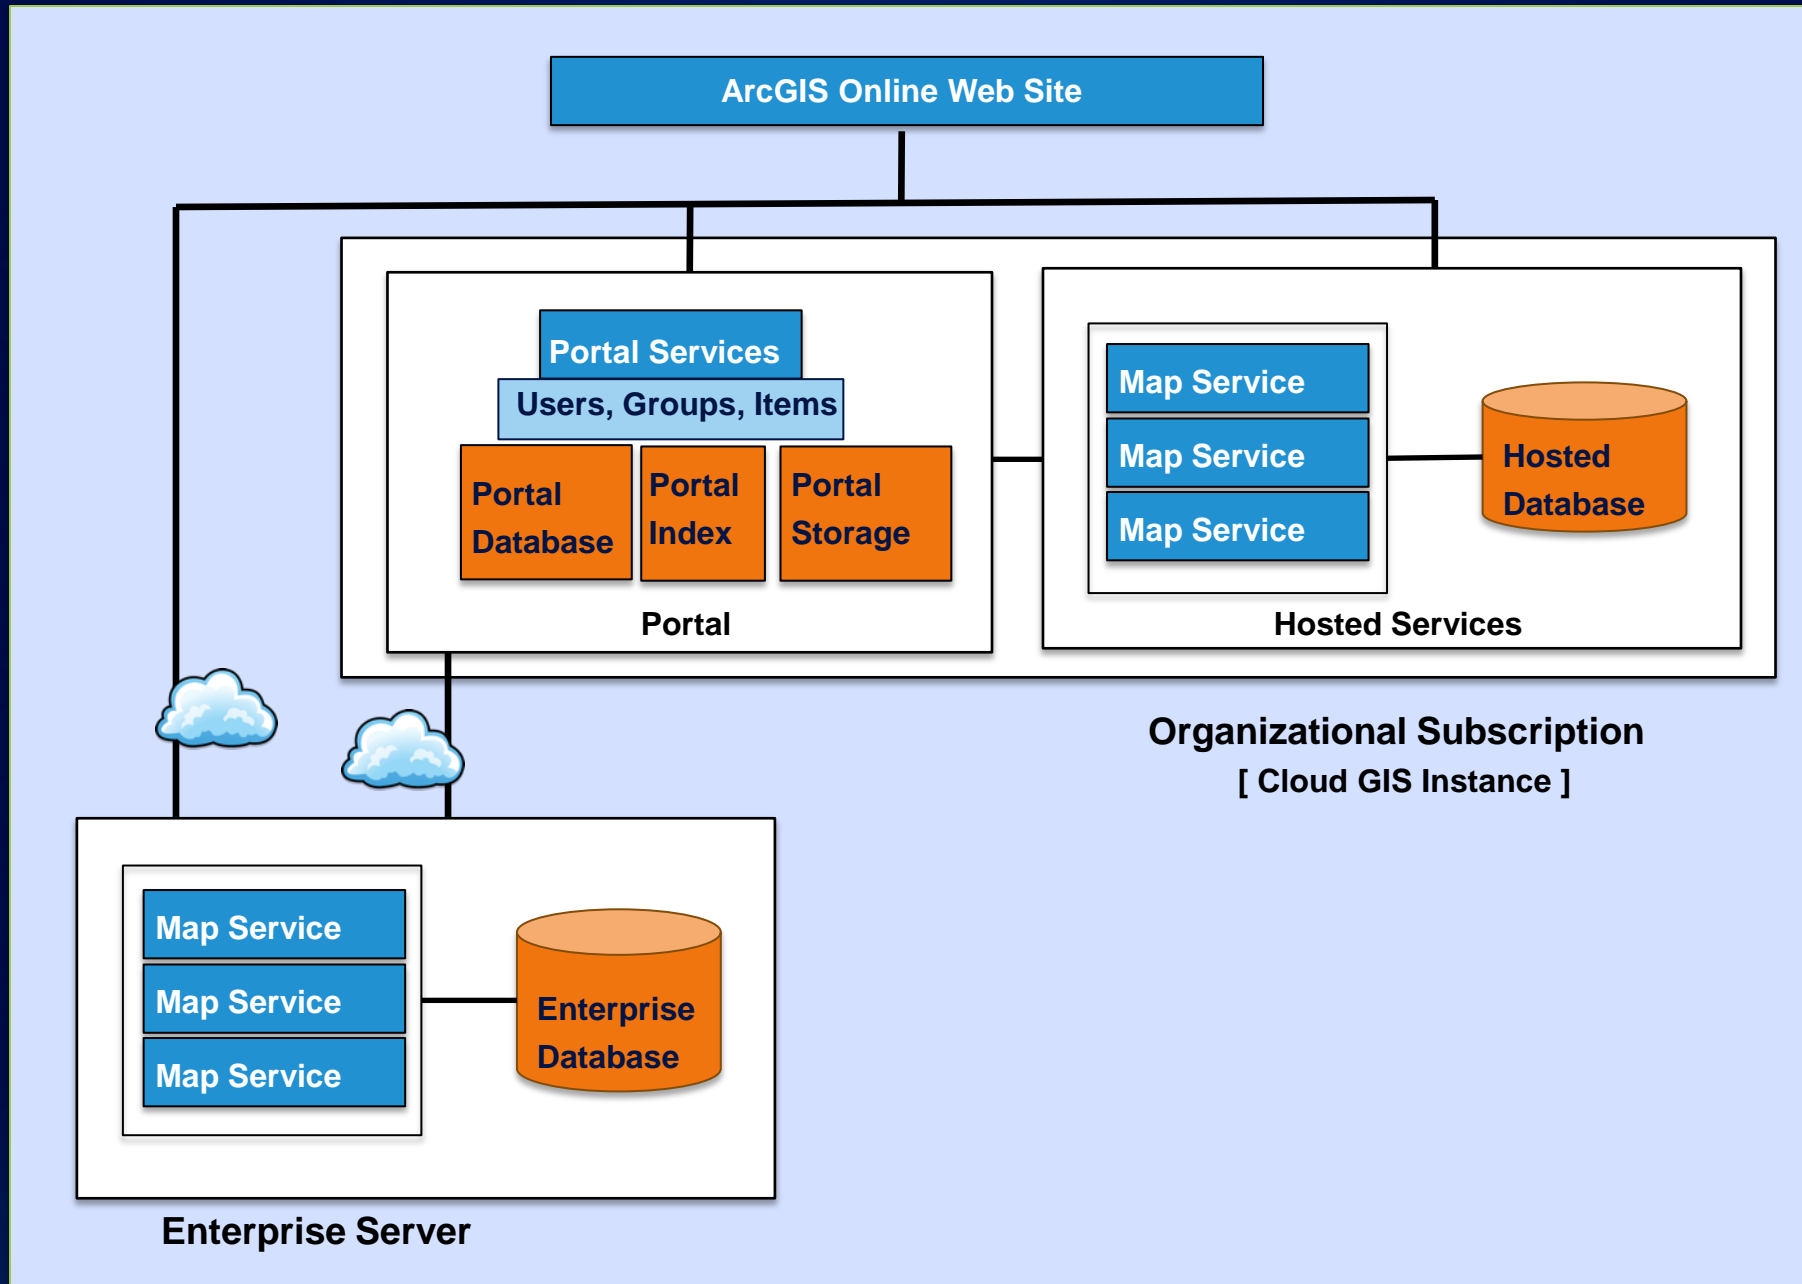 ArcGIS Online Web Site
Portal Services
Users, Groups, Items
Portal
Database
Portal
Index
Portal
Storage
Portal
Map Service
Map Service
Map Service
Hosted
Database
Hosted Services
Organizational Subscription
[ Cloud GIS Instance ]
Map Service
Map Service
Map Service
Enterprise
Database
Enterprise Server